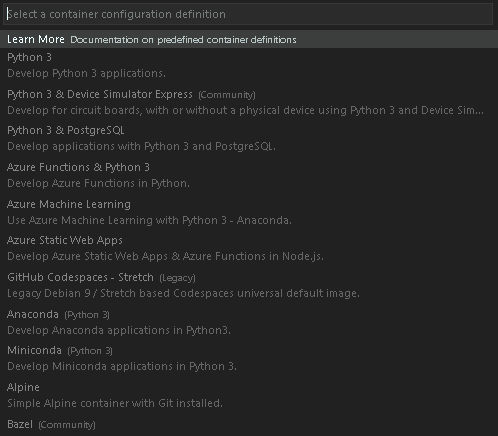 Select a container configuration definition
Learn More Documentation on predefined container definitions
Python 3
Develop Python 3 applications.
Python 3 & Device Simulator Express (Community)
Develop for circuit boards, with or without a physical device using Python 3 and Device Sim...
Python 3 & PostgreSQL
Develop applications with Python 3 and PostgreSQL.
Azure Functions & Python 3
Develop Azure Functions in Python.
Azure Machine Learning
Use Azure Machine Learning with Python 3 - Anaconda.
Azure Static Web Apps
Develop Azure Static Web Apps & Azure Functions in Node.js.
GitHub Codespaces - Stretch (Legacy)
Legacy Debian 9 / Stretch based Codespaces universal default image.
Anaconda (Python 3)
Develop Anaconda applications in Python3.
Miniconda (Python 3)
Develop Miniconda applications in Python 3.
Alpine
Simple Alpine container with Git installed.
Bazel (Community)